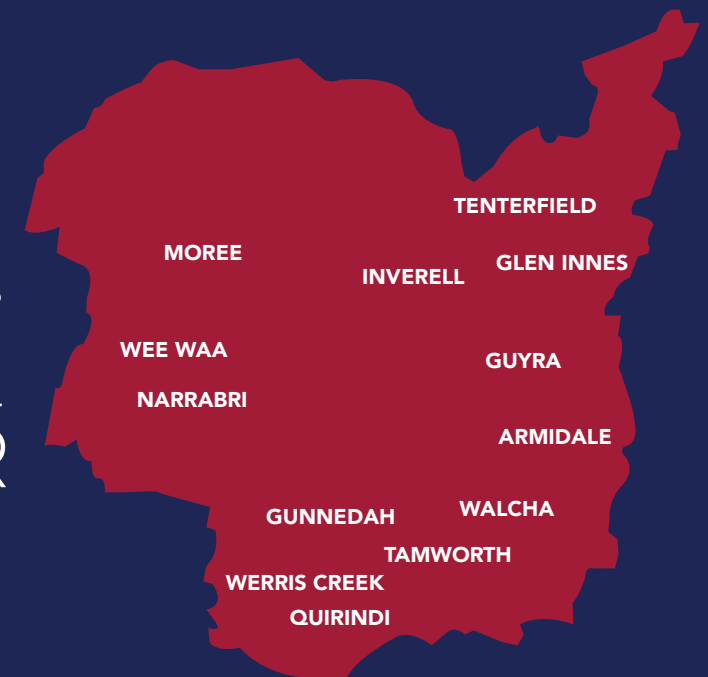 TENTERFIELD
MOREE
GLEN INNES
INVERELL
WEE WAA
GUYRA
NARRABRI
ARMIDALE
WALCHA
GUNNEDAH
TAMWORTH
WERRIS CREEK
QUIRINDI